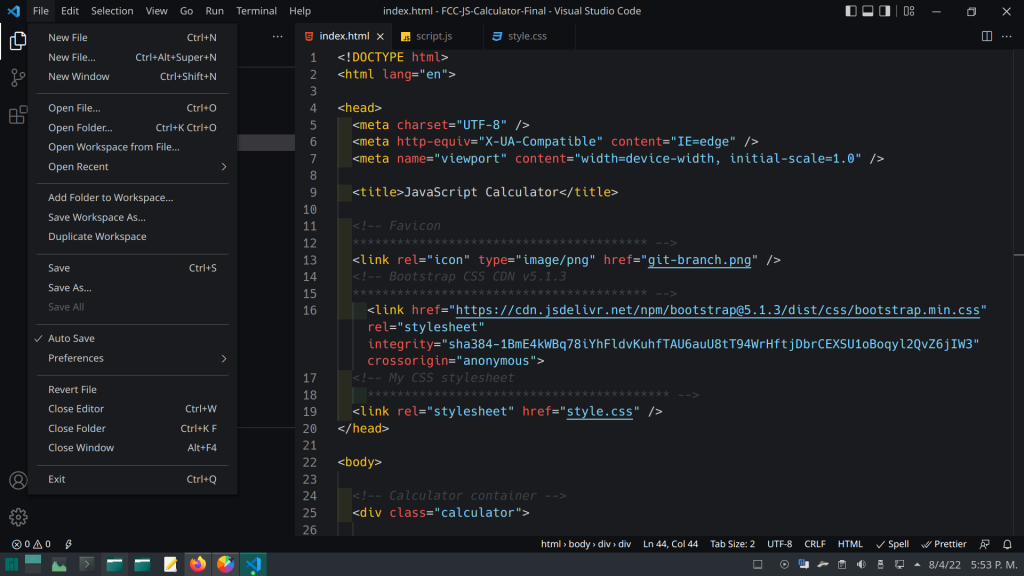 File Edit Selection View Go Run Terminal Help index.html - FCC-JS-Calculator-Final - Visual Studio Code
New File Ctrl+N
New File... Ctrl+Alt+Super+N
New Window Ctrl+Shift+N
Open File... Ctrl+O
Open Folder... Ctrl+K Ctrl+O
Open Workspace from File...
Open Recent
Add Folder to Workspace...
Save Workspace As...
Duplicate Workspace
Save Ctrl+S
Save As...
Save All
Auto Save
Preferences
Revert File
Close Editor Ctrl+W
Close Folder Ctrl+K F
Close Window Alt+F4
Exit Ctrl+Q
index.html script.js style.css
1 <!DOCTYPE html>
2 <html lang="en">
3
4 <head>
5 <meta charset="UTF-8" />
6 <meta http-equiv="X-UA-Compatible" content="IE=edge" />
7 <meta name="viewport" content="width=device-width, initial-scale=1.0" />
8
9 <title>JavaScript Calculator</title>
10
11 <!-- Favicon
12 *************************************** -->
13 <link rel="icon" type="image/png" href="git-branch.png" />
14 <!-- Bootstrap CSS CDN v5.1.3
15 *************************************** -->
16 <link href="https://cdn.jsdelivr.net/npm/bootstrap@5.1.3/dist/css/bootstrap.min.css"
rel="stylesheet"
integrity="sha384-1BmE4kWBq78iYhFldvKuhfTAU6auU8tT94WrHftjDbrCEXSU1oBoqyl2QvZ6jIW3"
crossorigin="anonymous">
17 <!-- My CSS stylesheet
18 **************************************** -->
19 <link rel="stylesheet" href="style.css" />
20 </head>
21
22 <body>
23
24 <!-- Calculator container -->
25 <div class="calculator">
26
0 0 html › body › div › div Ln 44, Col 44 Tab Size: 2 UTF-8 CRLF HTML Spell Prettier
8/4/22 5:53 P. M.